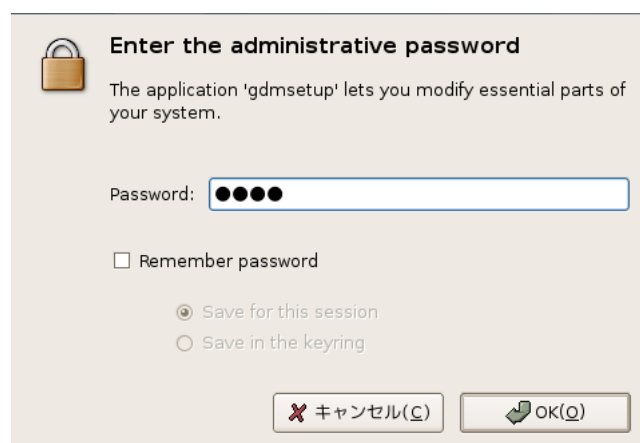 Enter the administrative password
The application 'gdmsetup' lets you modify essential parts of
your system.
Password: ●●●●
Remember password
Save for this session
Save in the keyring
キャンセル(C) OK(O)